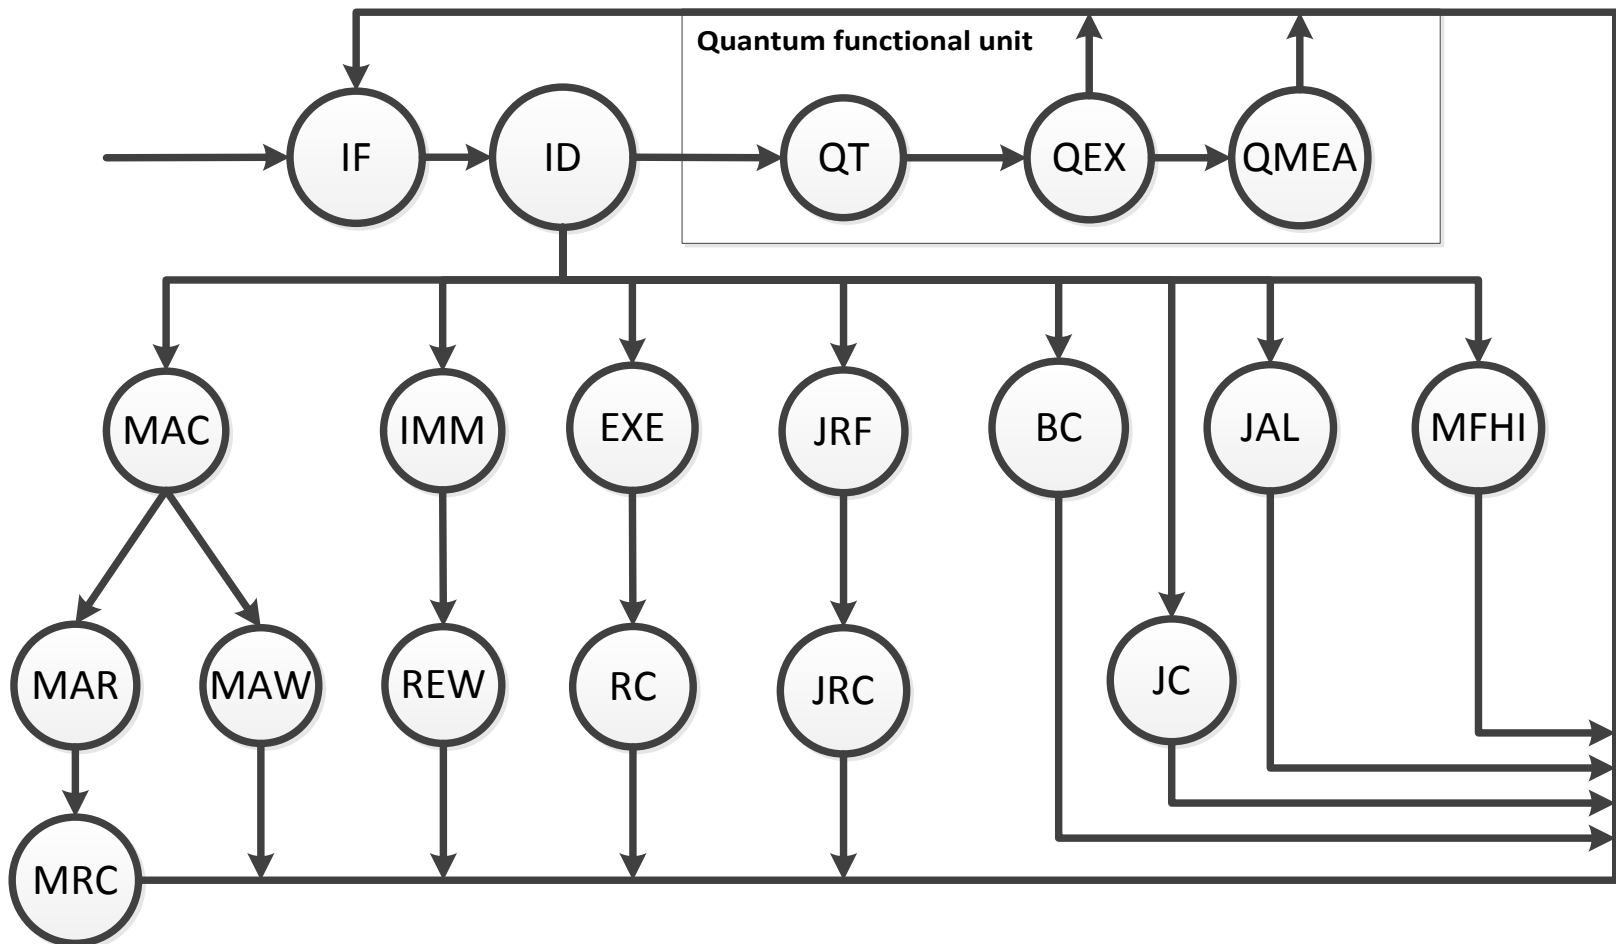 Quantum functional unit
IF
ID
QT
QEX
QMEA
MAC
IMM
EXE
JRF
BC
JAL
MFHI
MAR
MAW
REW
RC
JRC
JC
MRC